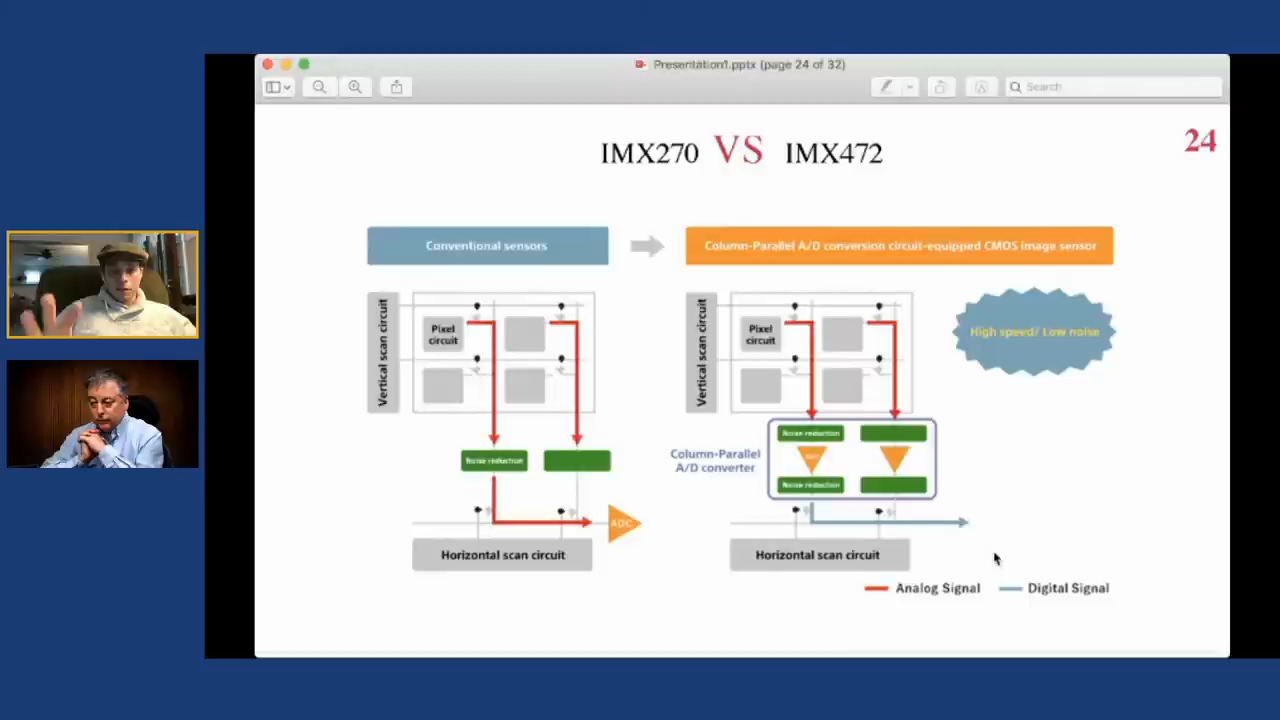 Presentation1.pptx (page 24 of 32)
Search
IMX270 VS IMX472
24
Conventional sensors
Column-Parallel A/D conversion circuit-equipped CMOS image sensor
Vertical scan circuit
Pixel
circuit
Noise reduction
ADC
Horizontal scan circuit
Vertical scan circuit
Pixel
circuit
High speed/ Low noise
Column-Parallel
A/D converter
Noise reduction
Noise reduction
Horizontal scan circuit
Analog Signal
Digital Signal